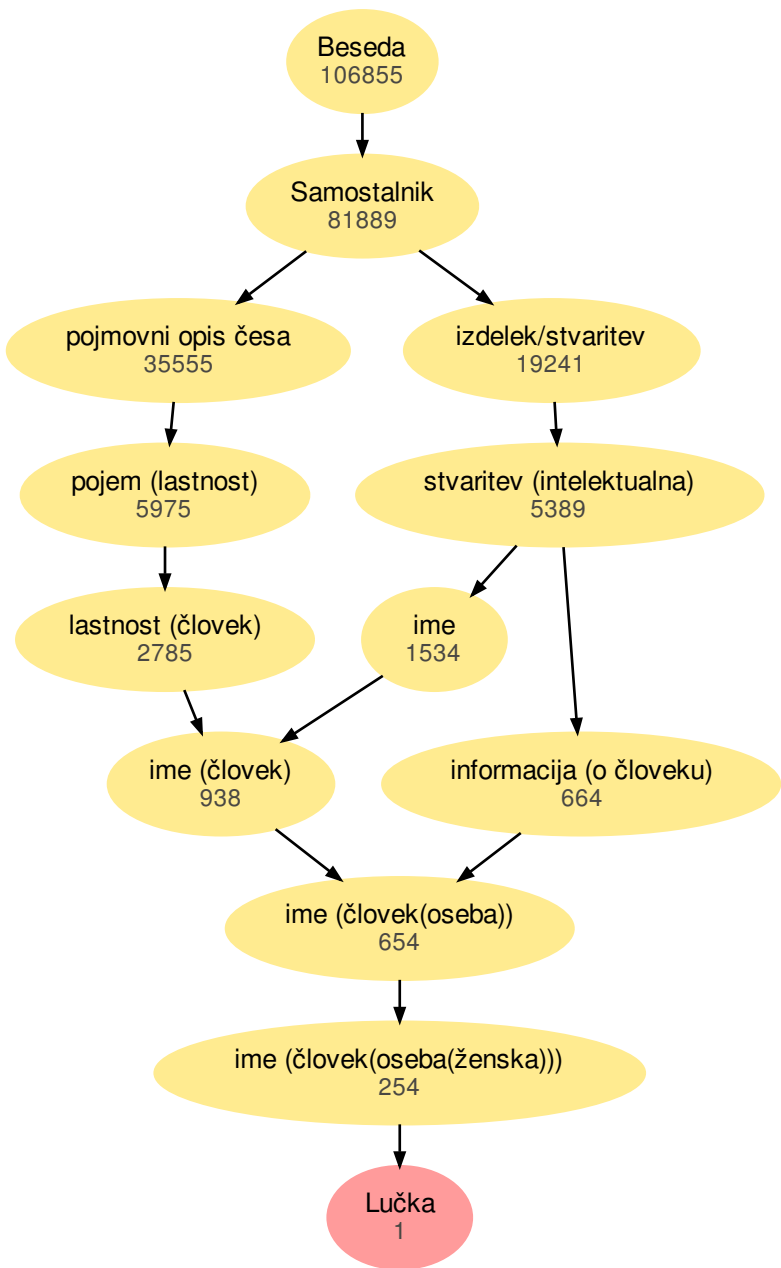 Beseda
106855
Samostalnik
81889
pojmovni opis česa
35555
izdelek/stvaritev
19241
pojem (lastnost)
5975
stvaritev (intelektualna)
5389
lastnost (človek)
2785
ime
1534
ime (človek)
938
informacija (o človeku)
664
ime (človek(oseba))
654
ime (človek(oseba(ženska)))
254
Lučka
1